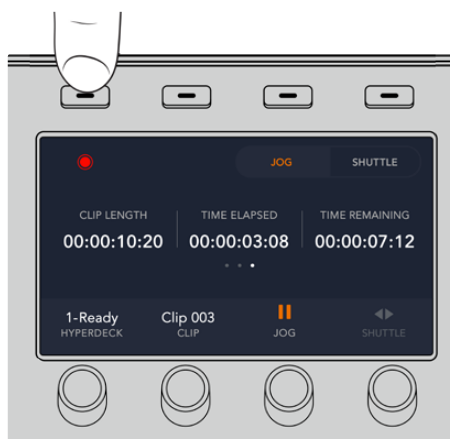 JOG SHUTTLE
CLIP LENGTH TIME ELAPSED TIME REMAINING
00:00:10:20 00:00:03:08 00:00:07:12
1-Ready Clip 003
HYPERDECK CLIP JOG SHUTTLE